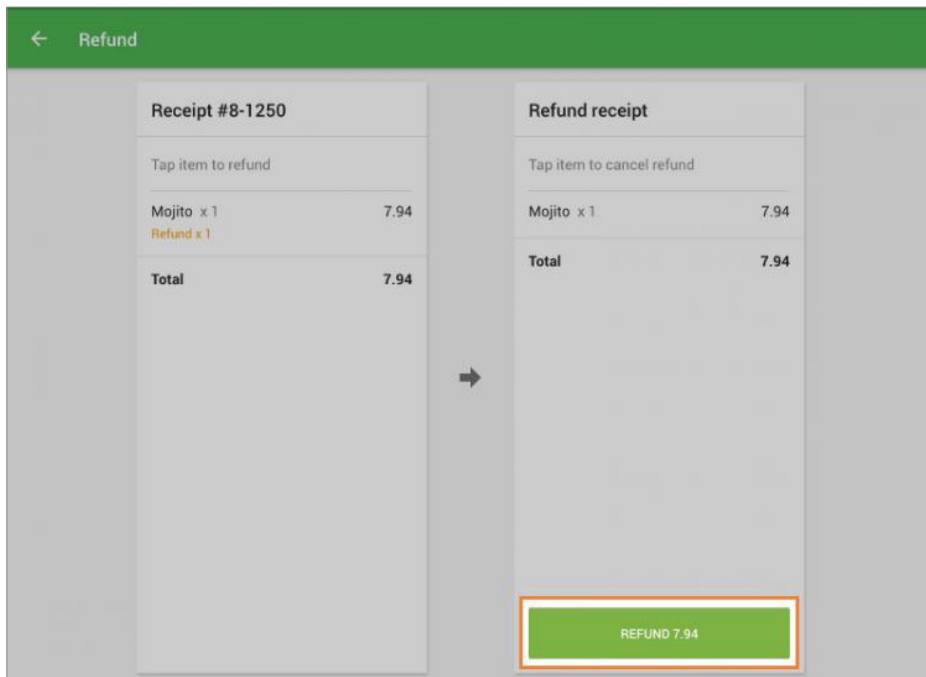 Refund
Receipt #8-1250
Tap item to refund
Mojito x 1 7.94
Refund x 1
Total 7.94
Refund receipt
Tap item to cancel refund
Mojito x 1 7.94
Total 7.94
REFUND 7.94